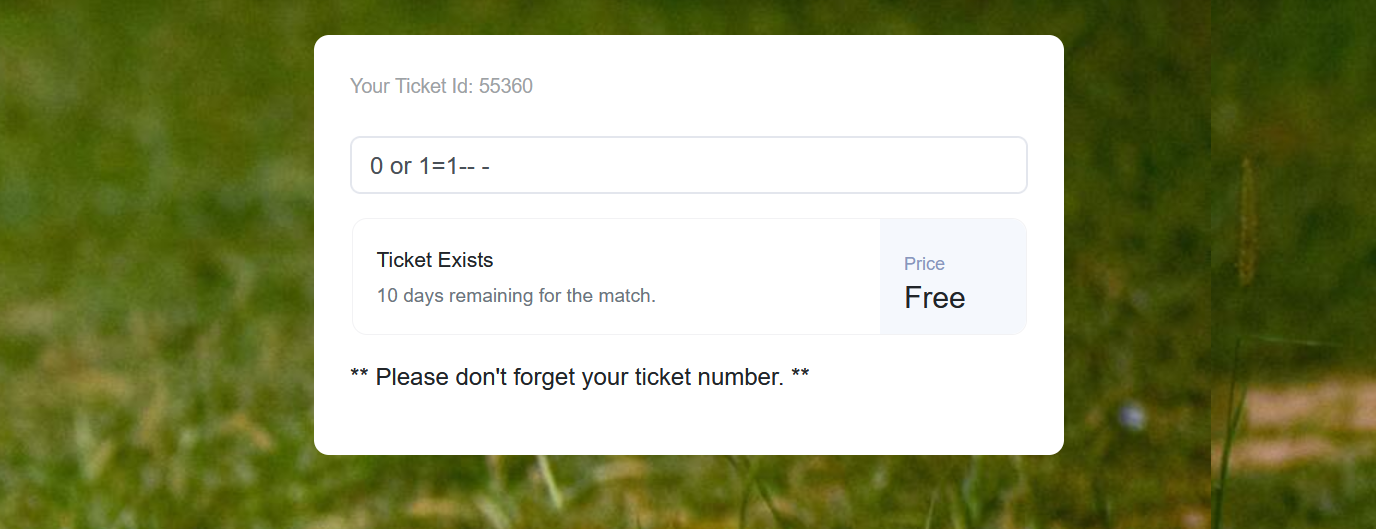 Your Ticket Id: 55360
0 or 1=1-- -
Ticket Exists
10 days remaining for the match.
Price
Free
** Please don't forget your ticket number. **